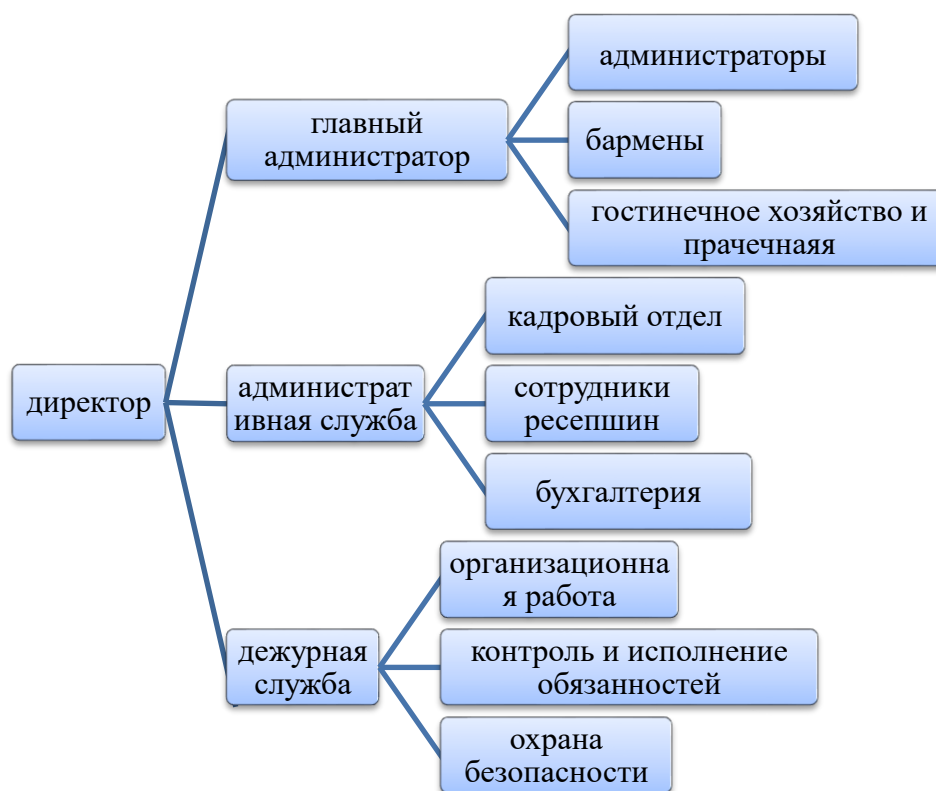 администраторы
главный
администратор
бармены
гостинечное хозяйство и
прачечнаяя
кадровый отдел
директор
администрат
ивная служба
сотрудники
ресепшин
бухгалтерия
организационна
я работа
дежурная
служба
контроль и исполнение
обязанностей
охрана
безопасности